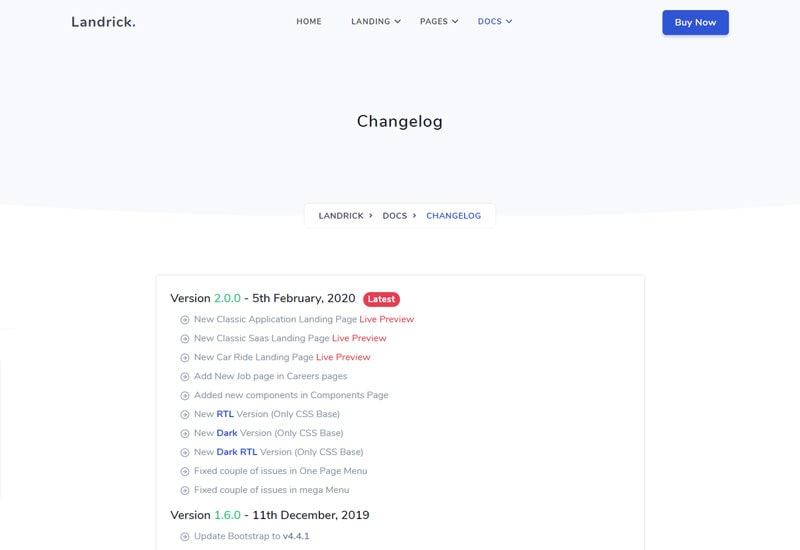 Landrick.
HOME
LANDING
PAGES
DOCS
Buy Now
Changelog
LANDRICK
DOCS
CHANGELOG
Version 2.0.0 - 5th February, 2020 Latest
New Classic Application Landing Page Live Preview
New Classic Saas Landing Page Live Preview
New Car Ride Landing Page Live Preview
Add New Job page in Careers pages
Added new components in Components Page
New RTL Version (Only CSS Base)
New Dark Version (Only CSS Base)
New Dark RTL Version (Only CSS Base)
Fixed couple of issues in One Page Menu
Fixed couple of issues in mega Menu
Version 1.6.0 - 11th December, 2019
Update Bootstrap to v4.4.1